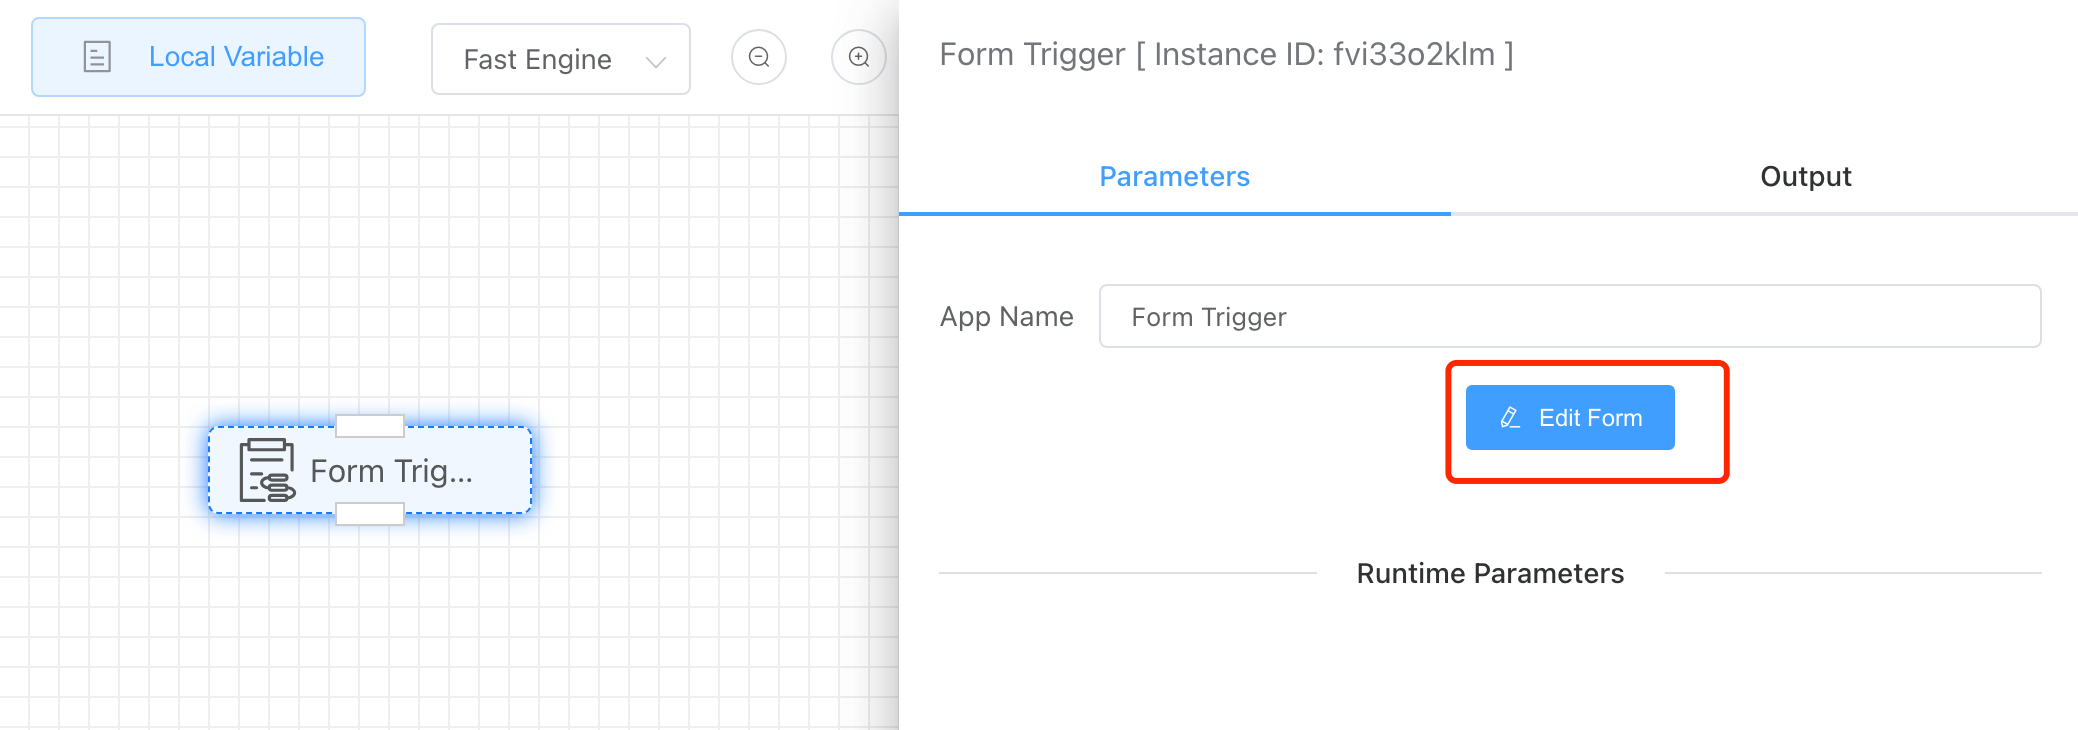 Local Variable
Fast Engine
Form Trig...
Form Trigger [ Instance ID: fvi33o2klm ]
Parameters
Output
App Name
Form Trigger
Edit Form
Runtime Parameters